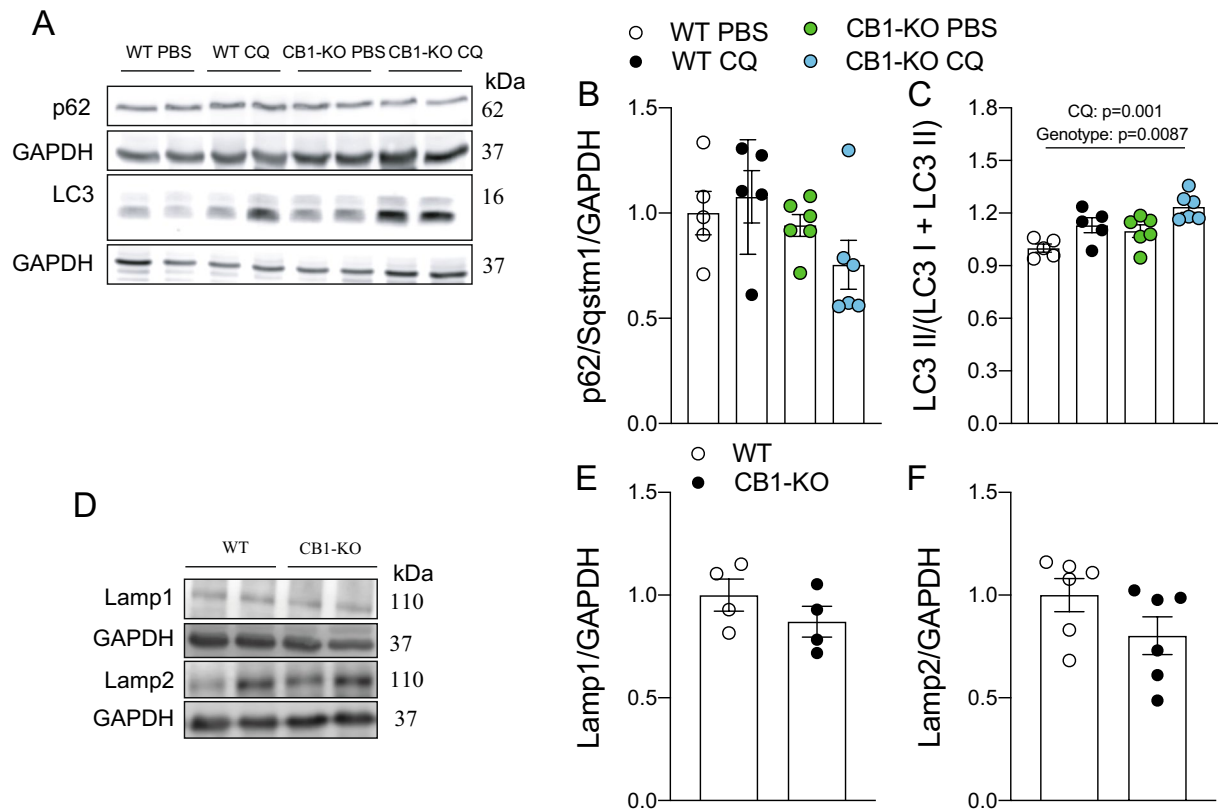 A
WT PBS WT CQ CB1-KO PBS CB1-KO CQ
kDa
p62 62
GAPDH 37
LC3 16
GAPDH 37
WT PBS CB1-KO PBS
WT CQ CB1-KO CQ
B
p62/Sqstm1/GAPDH
1.5
1.0
0.5
0.0
C
LC3 II/(LC3 I + LC3 II)
1.8
1.5
1.2
0.9
0.6
0.3
0.0
CQ: p=0.001
Genotype: p=0.0087
D
WT CB1-KO
kDa
Lamp1 110
GAPDH 37
Lamp2 110
GAPDH 37
WT
CB1-KO
E
Lamp1/GAPDH
1.5
1.0
0.5
0.0
F
Lamp2/GAPDH
1.5
1.0
0.5
0.0